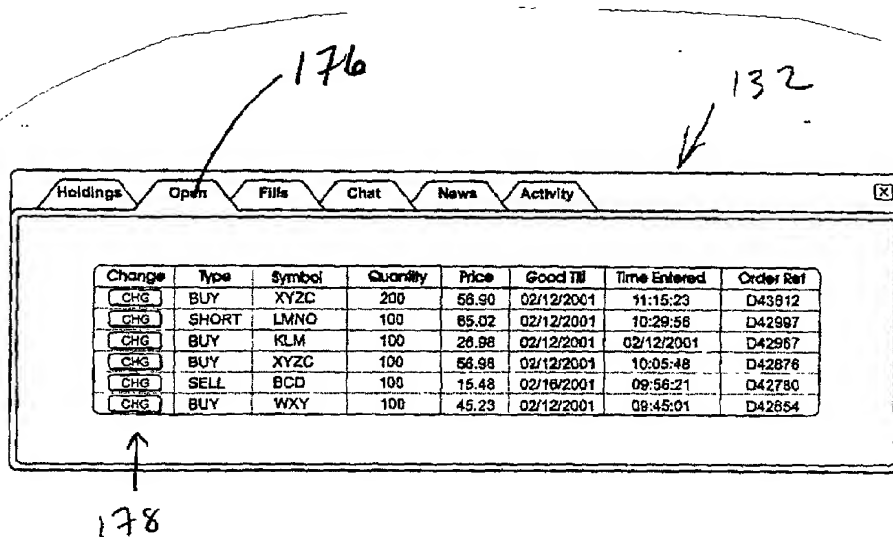 176
132
Holdings Open Fills Chat News Activity X
Change Type Symbol Quantity Price Good Till Time Entered Order Ref
CHG BUY XYZC 200 56.90 02/12/2001 11:15:23 D43612
CHG SHORT LMNO 100 65.02 02/12/2001 10:29:56 D42997
CHG BUY KLM 100 26.98 02/12/2001 02/12/2001 D42967
CHG BUY XYZC 100 56.98 02/12/2001 10:05:48 D42876
CHG SELL BCD 100 15.48 02/16/2001 09:56:21 D42780
CHG BUY WXY 100 45.23 02/12/2001 09:45:01 D42654
178